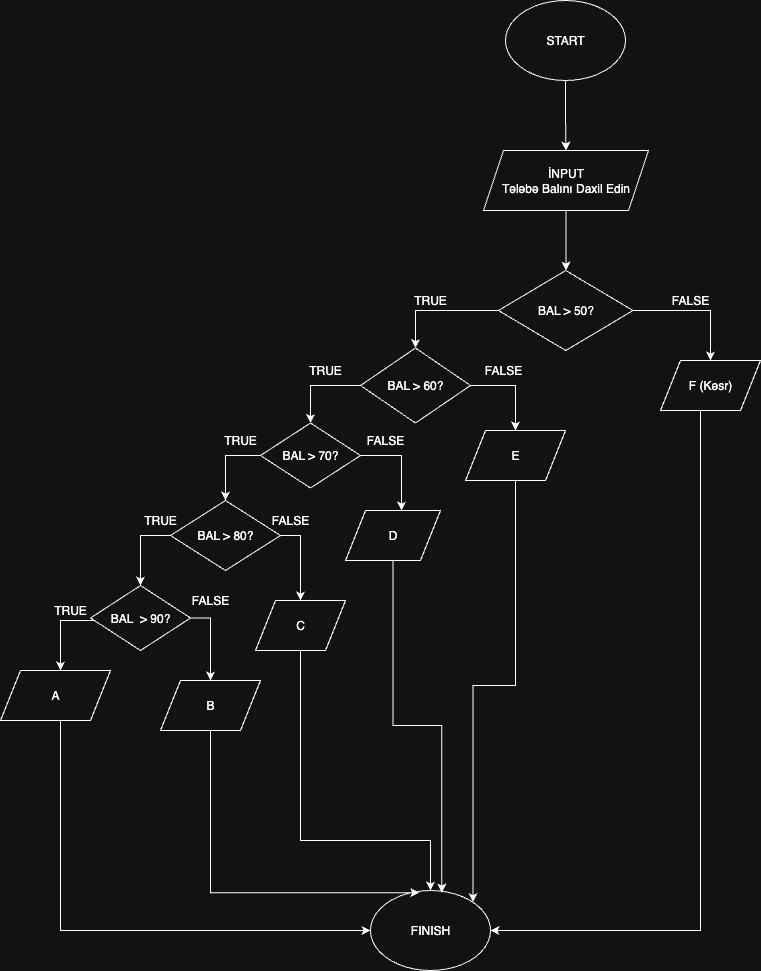 START
İNPUT
Tələbə Balını Daxil Edin
BAL > 50?
TRUE
FALSE
BAL > 60?
F (Kəsr)
TRUE
FALSE
BAL > 70?
E
TRUE
FALSE
BAL > 80?
D
TRUE
FALSE
BAL > 90?
C
TRUE
FALSE
A
B
FINISH